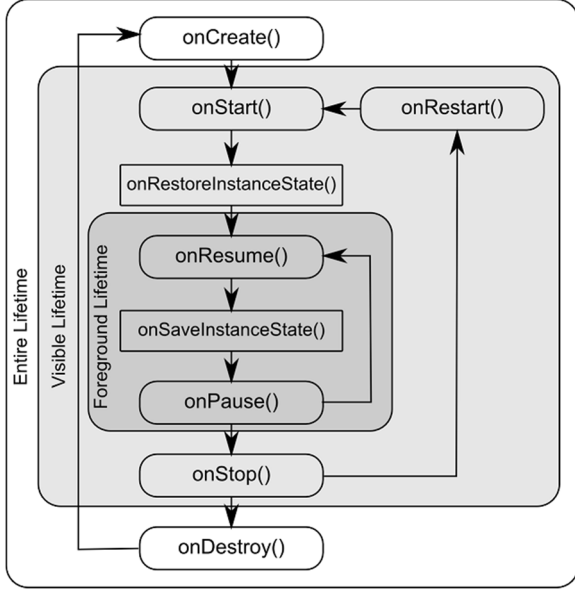 onCreate()
onStart()
onRestart()
onRestoreInstanceState()
onResume()
onSaveInstanceState()
onPause()
onStop()
onDestroy()
Entire Lifetime
Visible Lifetime
Foreground Lifetime